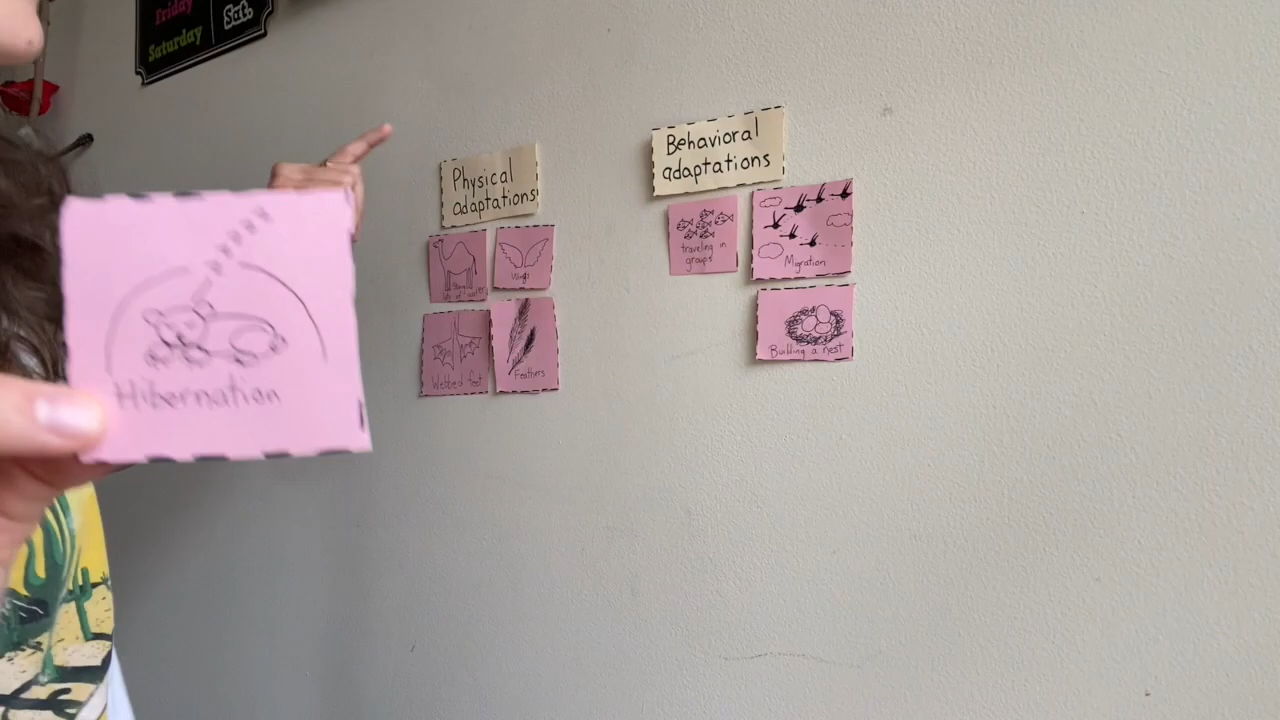 Friday
Saturday
Sat.
Physical
adaptations
Behavioral
adaptations
Wings
Webbed feet
Feathers
traveling in
groups
Migration
Building a nest
Hibernation